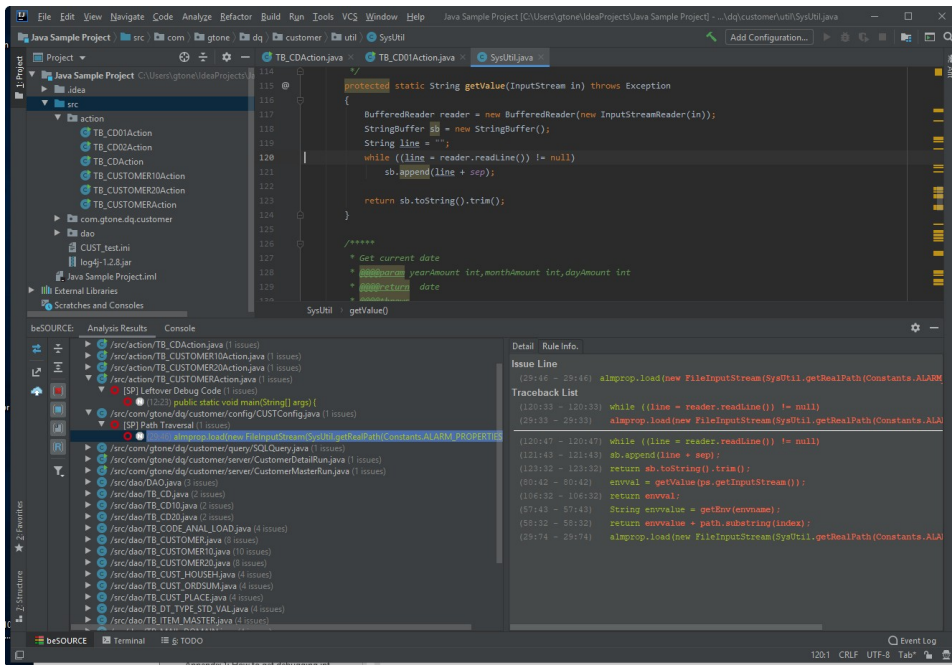 File Edit View Navigate Code Analyze Refactor Build Run Tools VCS Window Help Java Sample Project [C:\Users\gtone\IdeaProjects\Java Sample Project] - ...\dq\customer\util\SysUtil.java
Java Sample Project src com gtone dq customer util SysUtil
Add Configuration...
1: Project
Project
TB_CDAction.java
TB_CD01Action.java
SysUtil.java
Java Sample Project C:\Users\gtone\IdeaProjects\
.idea
src
action
TB_CD01Action
TB_CD02Action
TB_CDAction
TB_CUSTOMER10Action
TB_CUSTOMER20Action
TB_CUSTOMERAction
com.gtone.dq.customer
dao
CUST_test.ini
log4j-1.2.8.jar
Java Sample Project.iml
External Libraries
Scratches and Consoles
114 */
115 @ protected static String getValue(InputStream in) throws Exception
116 {
117 BufferedReader reader = new BufferedReader(new InputStreamReader(in));
118 StringBuffer sb = new StringBuffer();
119 String line = "";
120 while ((line = reader.readLine()) != null)
121 sb.append(line + sep);
122
123 return sb.toString().trim();
124 }
125
126 /*****
127 * Get current date
128 * @@@@param yearAmount int,monthAmount int,dayAmount int
129 * @@@@return date
SysUtil getValue()
beSOURCE: Analysis Results Console
/src/action/TB_CDAction.java (1 issues)
/src/action/TB_CUSTOMER10Action.java (1 issues)
/src/action/TB_CUSTOMER20Action.java (1 issues)
/src/action/TB_CUSTOMERAction.java (1 issues)
[SP] Leftover Debug Code (1 issues)
(12:23) public static void main(String[] args) {
/src/com/gtone/dq/customer/config/CUSTConfig.java (1 issues)
[SP] Path Traversal (1 issues)
(29:46) almprop.load(new FileInputStream(SysUtil.getRealPath(Constants.ALARM_PROPERTIES
/src/com/gtone/dq/customer/query/SQLQuery.java (1 issues)
/src/com/gtone/dq/customer/server/CustomerDetailRun.java (1 issues)
/src/com/gtone/dq/customer/server/CustomerMasterRun.java (1 issues)
/src/dao/DAO.java (3 issues)
/src/dao/TB_CD.java (2 issues)
/src/dao/TB_CD10.java (2 issues)
/src/dao/TB_CD20.java (2 issues)
/src/dao/TB_CODE_ANAL_LOAD.java (4 issues)
/src/dao/TB_CUSTOMER.java (8 issues)
/src/dao/TB_CUSTOMER10.java (10 issues)
/src/dao/TB_CUSTOMER20.java (8 issues)
/src/dao/TB_CUST_HOUSEH.java (4 issues)
/src/dao/TB_CUST_ORDSUM.java (4 issues)
/src/dao/TB_CUST_PLACE.java (4 issues)
/src/dao/TB_DT_TYPE_STD_VAL.java (4 issues)
/src/dao/TB_ITEM_MASTER.java (4 issues)
Detail Rule Info.
Issue Line
(29:46 - 29:46) almprop.load(new FileInputStream(SysUtil.getRealPath(Constants.ALARM
Traceback List
(120:33 - 120:33) while ((line = reader.readLine()) != null)
(29:33 - 29:33) almprop.load(new FileInputStream(SysUtil.getRealPath(Constants.ALA
(120:47 - 120:47) while ((line = reader.readLine()) != null)
(121:43 - 121:43) sb.append(line + sep);
(123:32 - 123:32) return sb.toString().trim();
(80:42 - 80:42) envval = getValue(ps.getInputStream());
(106:32 - 106:32) return envval;
(57:43 - 57:43) String envvalue = getEnv(envname);
(58:32 - 58:32) return envvalue + path.substring(index);
(29:74 - 29:74) almprop.load(new FileInputStream(SysUtil.getRealPath(Constants.ALA
2: Favorites
2: Structure
beSOURCE Terminal 6: TODO
Event Log
120:1 CRLF UTF-8 Tab*